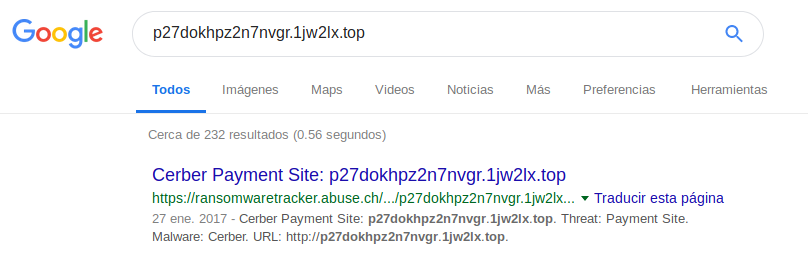 Google p27dokhpz2n7nvgr.1jw2lx.top
Todos Imágenes Maps Videos Noticias Más Preferencias Herramientas
Cerca de 232 resultados (0.56 segundos)
Cerber Payment Site: p27dokhpz2n7nvgr.1jw2lx.top
https://ransomwaretracker.abuse.ch/.../p27dokhpz2n7nvgr.1jw2lx... Traducir esta página
27 ene. 2017 - Cerber Payment Site: p27dokhpz2n7nvgr.1jw2lx.top. Threat: Payment Site.
Malware: Cerber. URL: http://p27dokhpz2n7nvgr.1jw2lx.top.